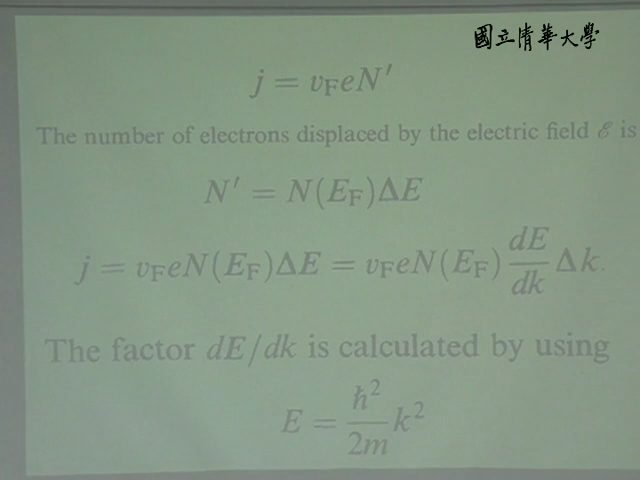 國立清華大學
j = v_F e N′
The number of electrons displaced by the electric field ℰ is
N′ = N(E_F)ΔE
j = v_F e N(E_F)ΔE = v_F e N(E_F) dE/dk Δk.
The factor dE/dk is calculated by using
E = ℏ²/2m k²